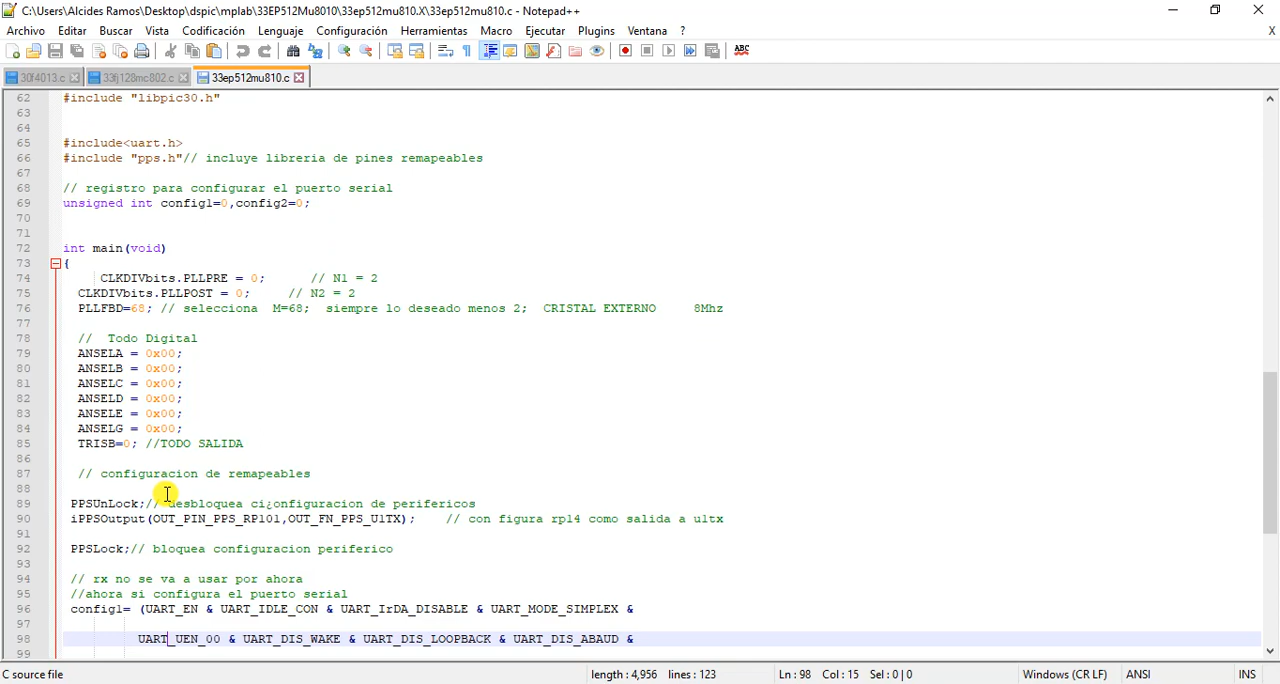 C:\Users\Alcides Ramos\Desktop\dspic\mplab\33EP512Mu8010\33ep512mu810.X\33ep512mu810.c - Notepad++
Archivo Editar Buscar Vista Codificación Lenguaje Configuración Herramientas Macro Ejecutar Plugins Ventana ? X
ABC
30f4013.c 33fj128mc802.c 33ep512mu810.c
62 #include "libpic30.h"
63
64
65 #include<uart.h>
66 #include "pps.h"// incluye libreria de pines remapeables
67
68 // registro para configurar el puerto serial
69 unsigned int config1=0,config2=0;
70
71
72 int main(void)
73 {
74 CLKDIVbits.PLLPRE = 0; // N1 = 2
75 CLKDIVbits.PLLPOST = 0; // N2 = 2
76 PLLFBD=68; // selecciona M=68; siempre lo deseado menos 2; CRISTAL EXTERNO 8Mhz
77
78 // Todo Digital
79 ANSELA = 0x00;
80 ANSELB = 0x00;
81 ANSELC = 0x00;
82 ANSELD = 0x00;
83 ANSELE = 0x00;
84 ANSELG = 0x00;
85 TRISB=0; //TODO SALIDA
86
87 // configuracion de remapeables
88
89 PPSUnLock;// desbloquea ci¿onfiguracion de perifericos
90 iPPSOutput(OUT_PIN_PPS_RP101,OUT_FN_PPS_U1TX); // con figura rp14 como salida a u1tx
91
92 PPSLock;// bloquea configuracion periferico
93
94 // rx no se va a usar por ahora
95 //ahora si configura el puerto serial
96 config1= (UART_EN & UART_IDLE_CON & UART_IrDA_DISABLE & UART_MODE_SIMPLEX &
97
98 UART_UEN_00 & UART_DIS_WAKE & UART_DIS_LOOPBACK & UART_DIS_ABAUD &
99
C source file length : 4,956 lines : 123 Ln : 98 Col : 15 Sel : 0 | 0 Windows (CR LF) ANSI INS